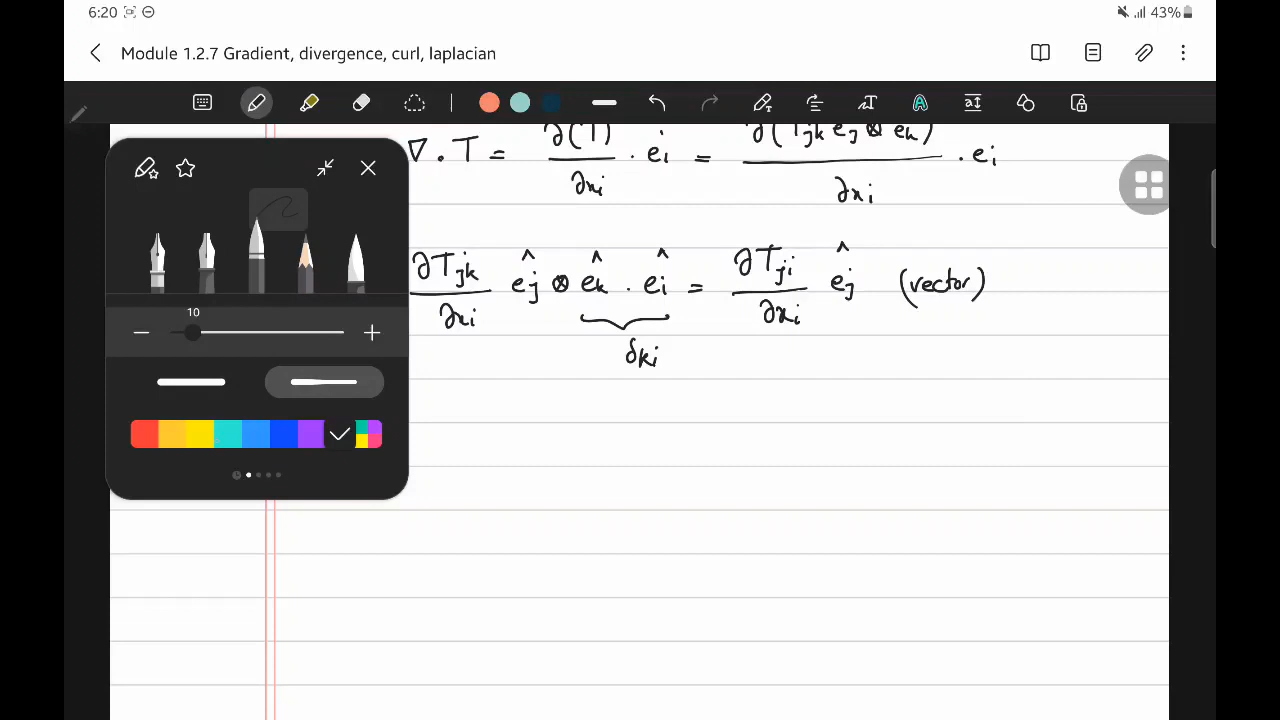 6:20 43%
Module 1.2.7 Gradient, divergence, curl, laplacian
∇ . T = ∂(T)/∂xi . ei = ∂(Tjk ej ⊗ ek)/∂xi . ei
10
∂Tjk/∂xi êj ⊗ êk . êi = ∂Tji/∂xi êj (vector)
δki